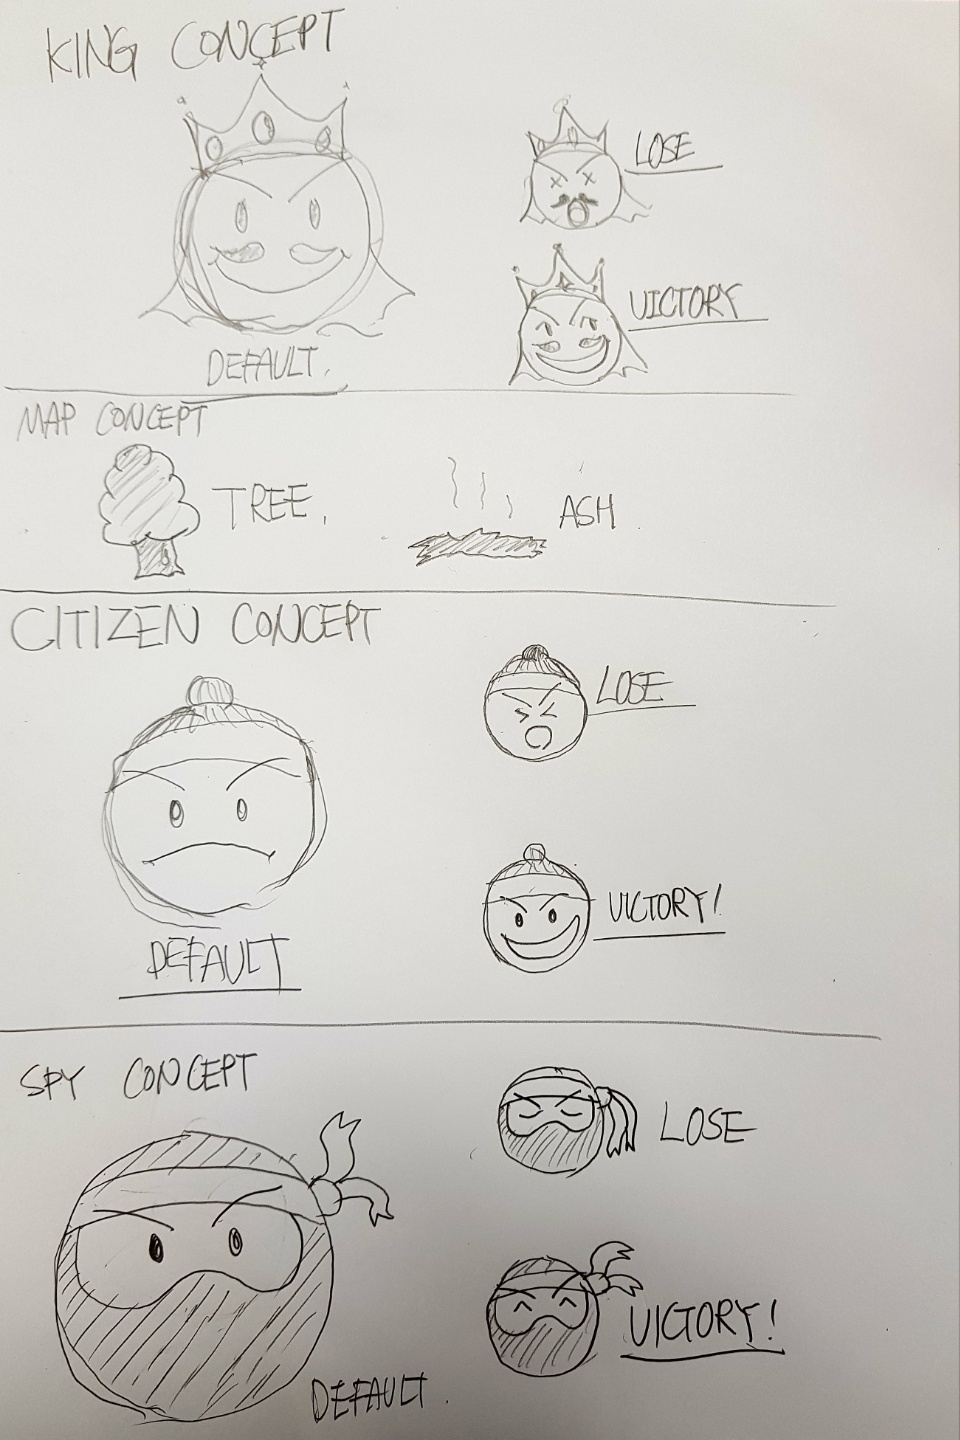 KING CONCEPT
LOSE
VICTORY
DEFAULT.
MAP CONCEPT
TREE.
ASH.
CITIZEN CONCEPT
LOSE
VICTORY!
DEFAULT
SPY CONCEPT
LOSE
VICTORY!
DEFAULT.